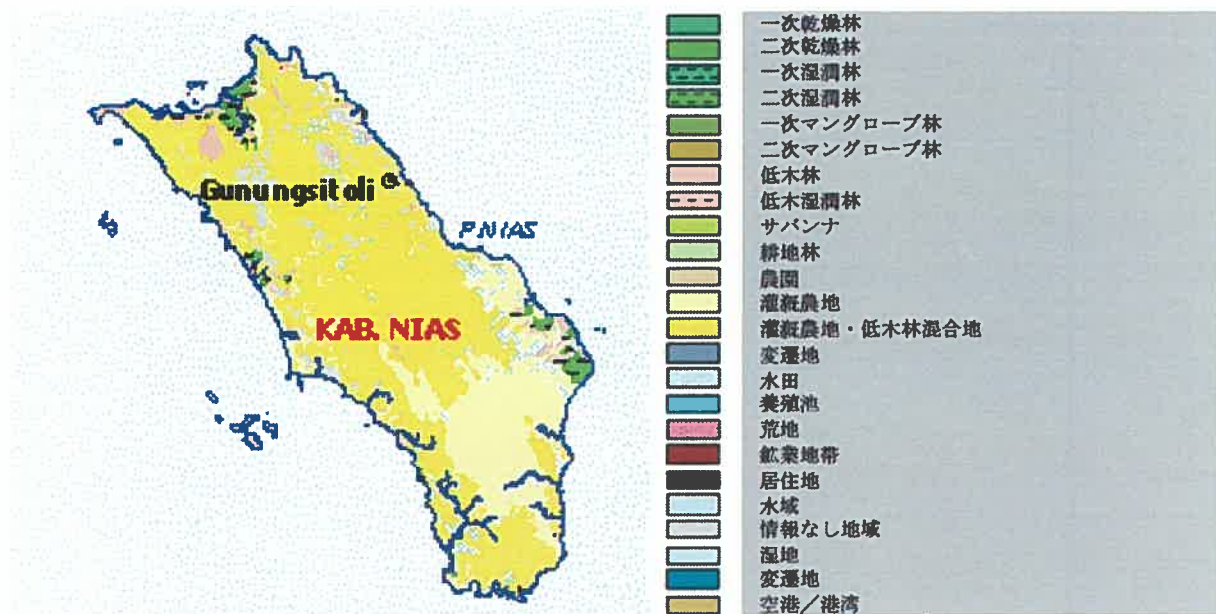 Gunungsitoli
P.NIAS
KAB. NIAS
一次乾燥林
二次乾燥林
一次湿潤林
二次湿潤林
一次マングローブ林
二次マングローブ林
低木林
低木湿潤林
サバンナ
耕地林
農園
灌漑農地
灌漑農地・低木林混合地
変遷地
水田
養殖池
荒地
鉱業地帯
居住地
水域
情報なし地域
湿地
変遷地
空港/港湾